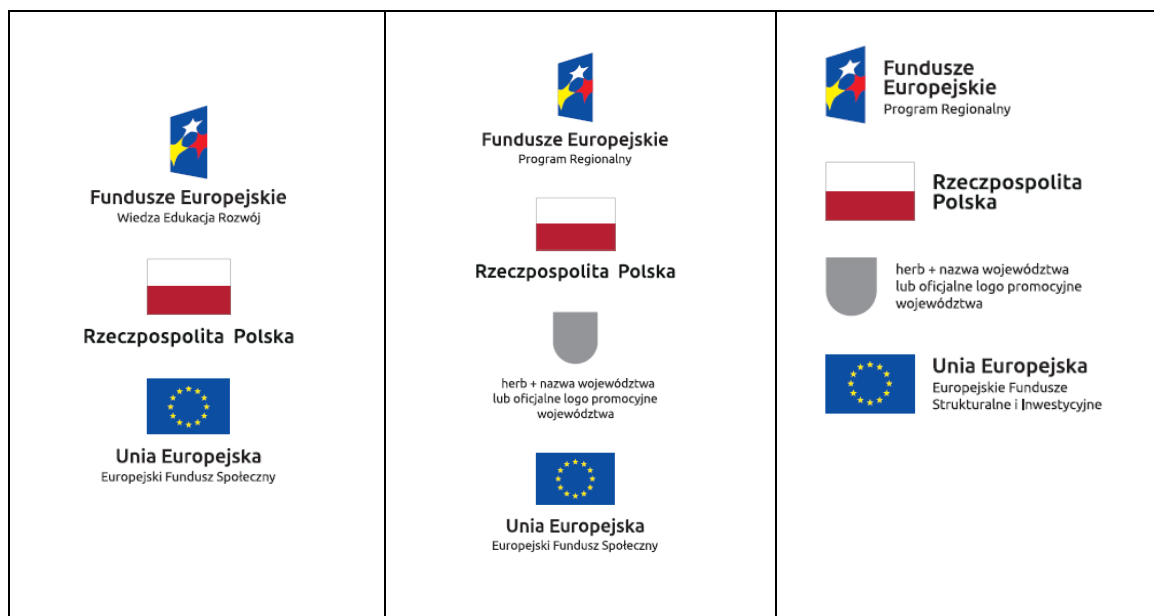 Fundusze Europejskie
Wiedza Edukacja Rozwój
Rzeczpospolita Polska
Unia Europejska
Europejski Fundusz Społeczny
Fundusze Europejskie
Program Regionalny
Rzeczpospolita Polska
herb + nazwa województwa
lub oficjalne logo promocyjne
województwa
Unia Europejska
Europejski Fundusz Społeczny
Fundusze
Europejskie
Program Regionalny
Rzeczpospolita
Polska
herb + nazwa województwa
lub oficjalne logo promocyjne
województwa
Unia Europejska
Europejskie Fundusze
Strukturalne i Inwestycyjne